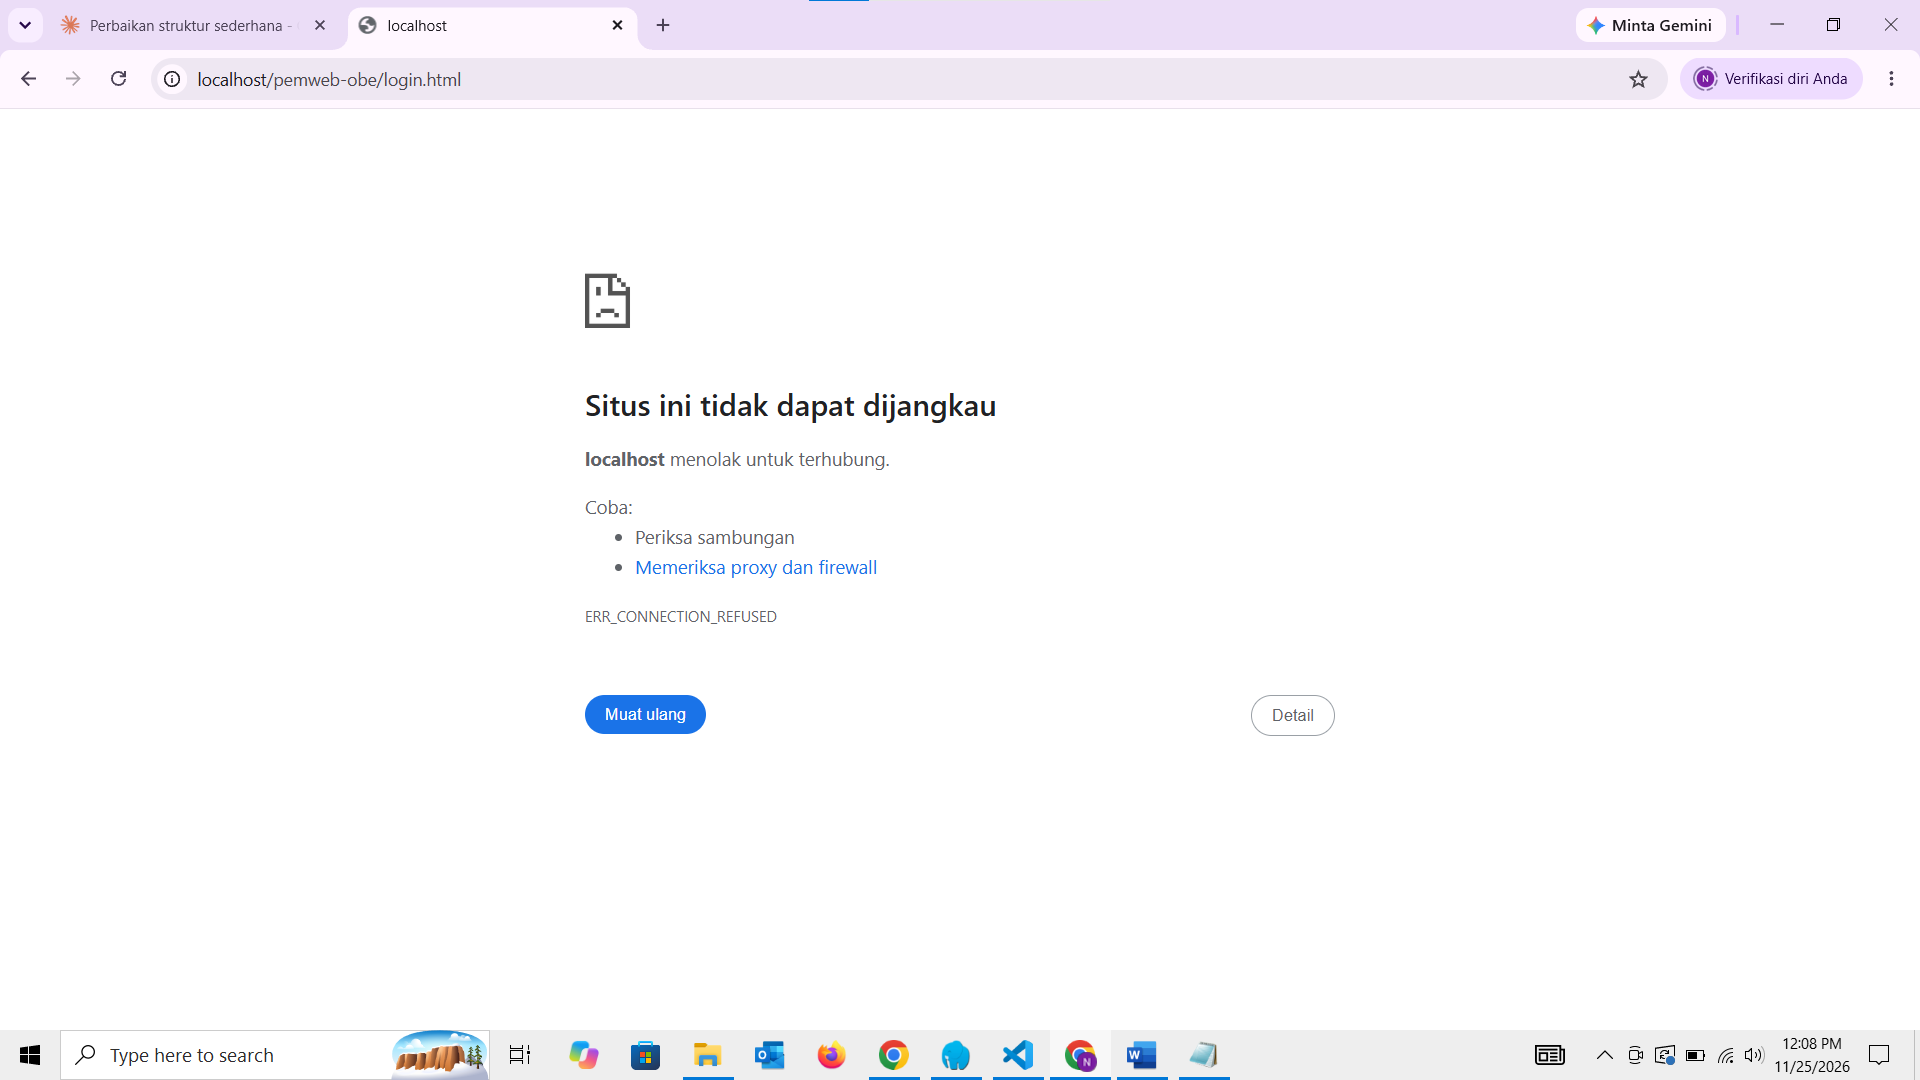 Perbaikan struktur sederhana -
localhost
Minta Gemini
localhost/pemweb-obe/login.html
N
Verifikasi diri Anda
Situs ini tidak dapat dijangkau
localhost menolak untuk terhubung.
Coba:
Periksa sambungan
Memeriksa proxy dan firewall
ERR_CONNECTION_REFUSED
Muat ulang
Detail
Type here to search
12:08 PM
11/25/2026